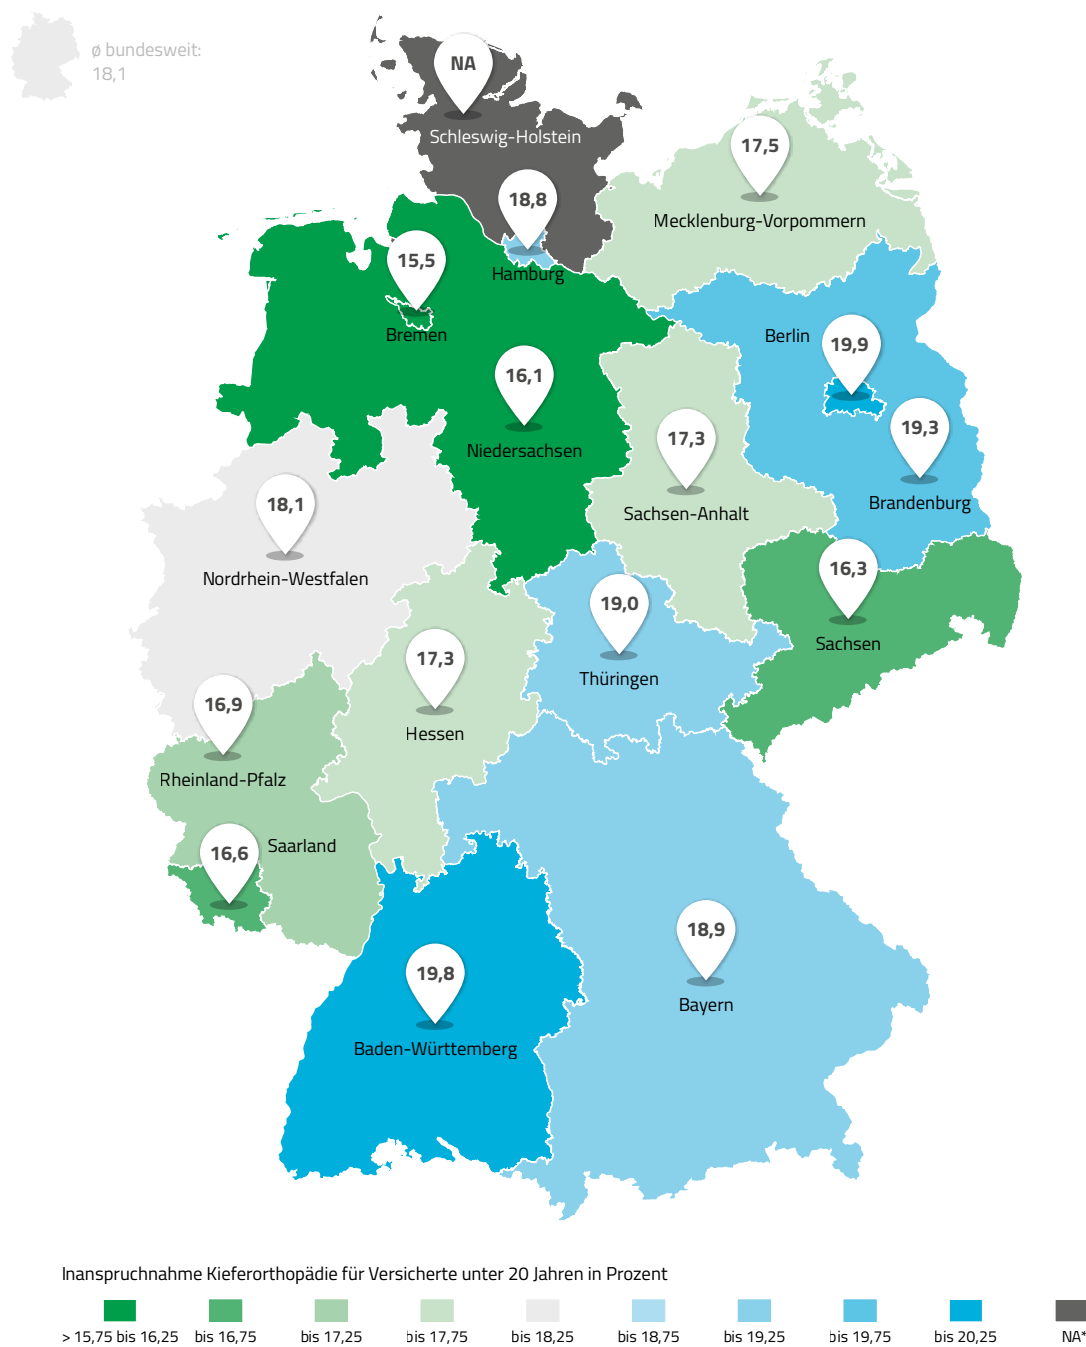 ø bundesweit:
18,1
NA
Schleswig-Holstein
17,5
Mecklenburg-Vorpommern
18,8
Hamburg
15,5
Bremen
Berlin
19,9
16,1
Niedersachsen
19,3
Brandenburg
17,3
Sachsen-Anhalt
18,1
Nordrhein-Westfalen
16,3
Sachsen
19,0
Thüringen
17,3
Hessen
16,9
Rheinland-Pfalz
Saarland
16,6
18,9
Bayern
19,8
Baden-Württemberg
Inanspruchnahme Kieferorthopädie für Versicherte unter 20 Jahren in Prozent
> 15,75 bis 16,25 bis 16,75 bis 17,25 bis 17,75 bis 18,25 bis 18,75 bis 19,25 bis 19,75 bis 20,25 NA*